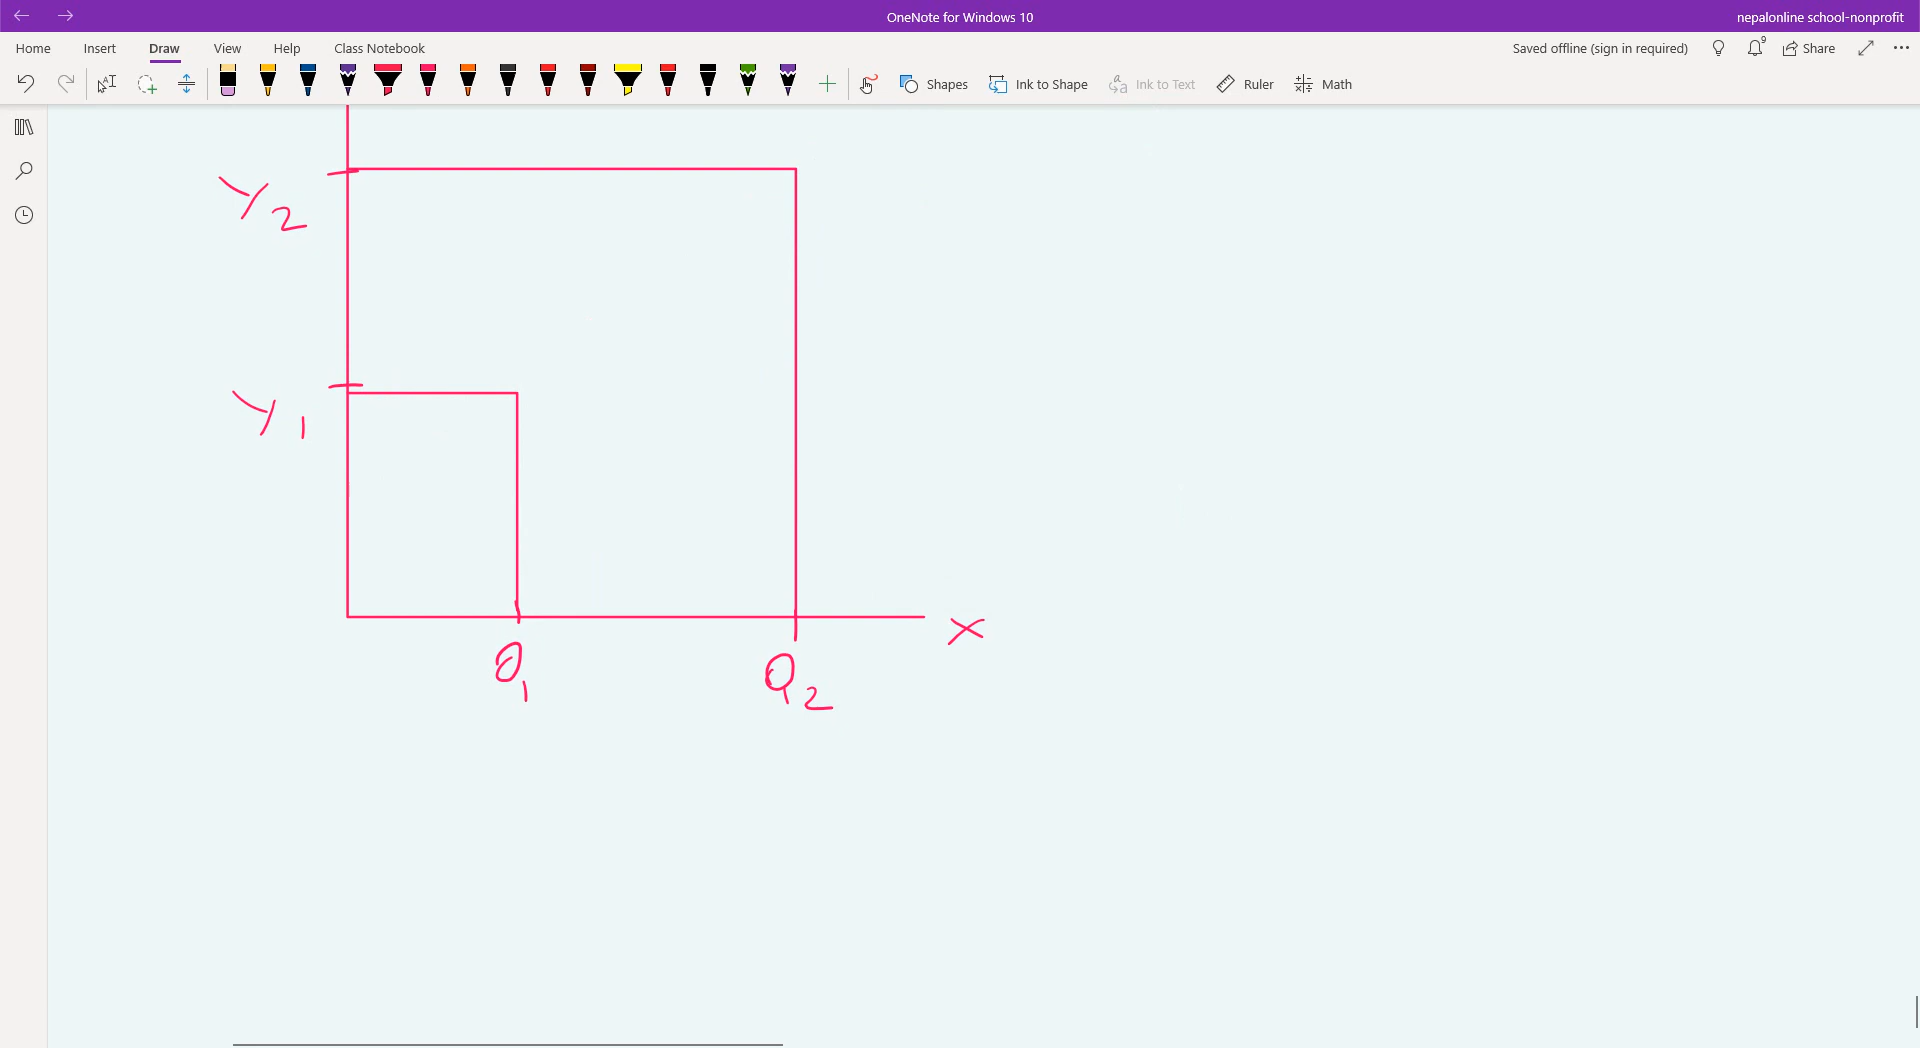 OneNote for Windows 10
nepalonline school-nonprofit
Home Insert Draw View Help Class Notebook
Saved offline (sign in required) 9 Share
Shapes Ink to Shape Ink to Text Ruler Math
Y2
Y1
X
Q1
Q2